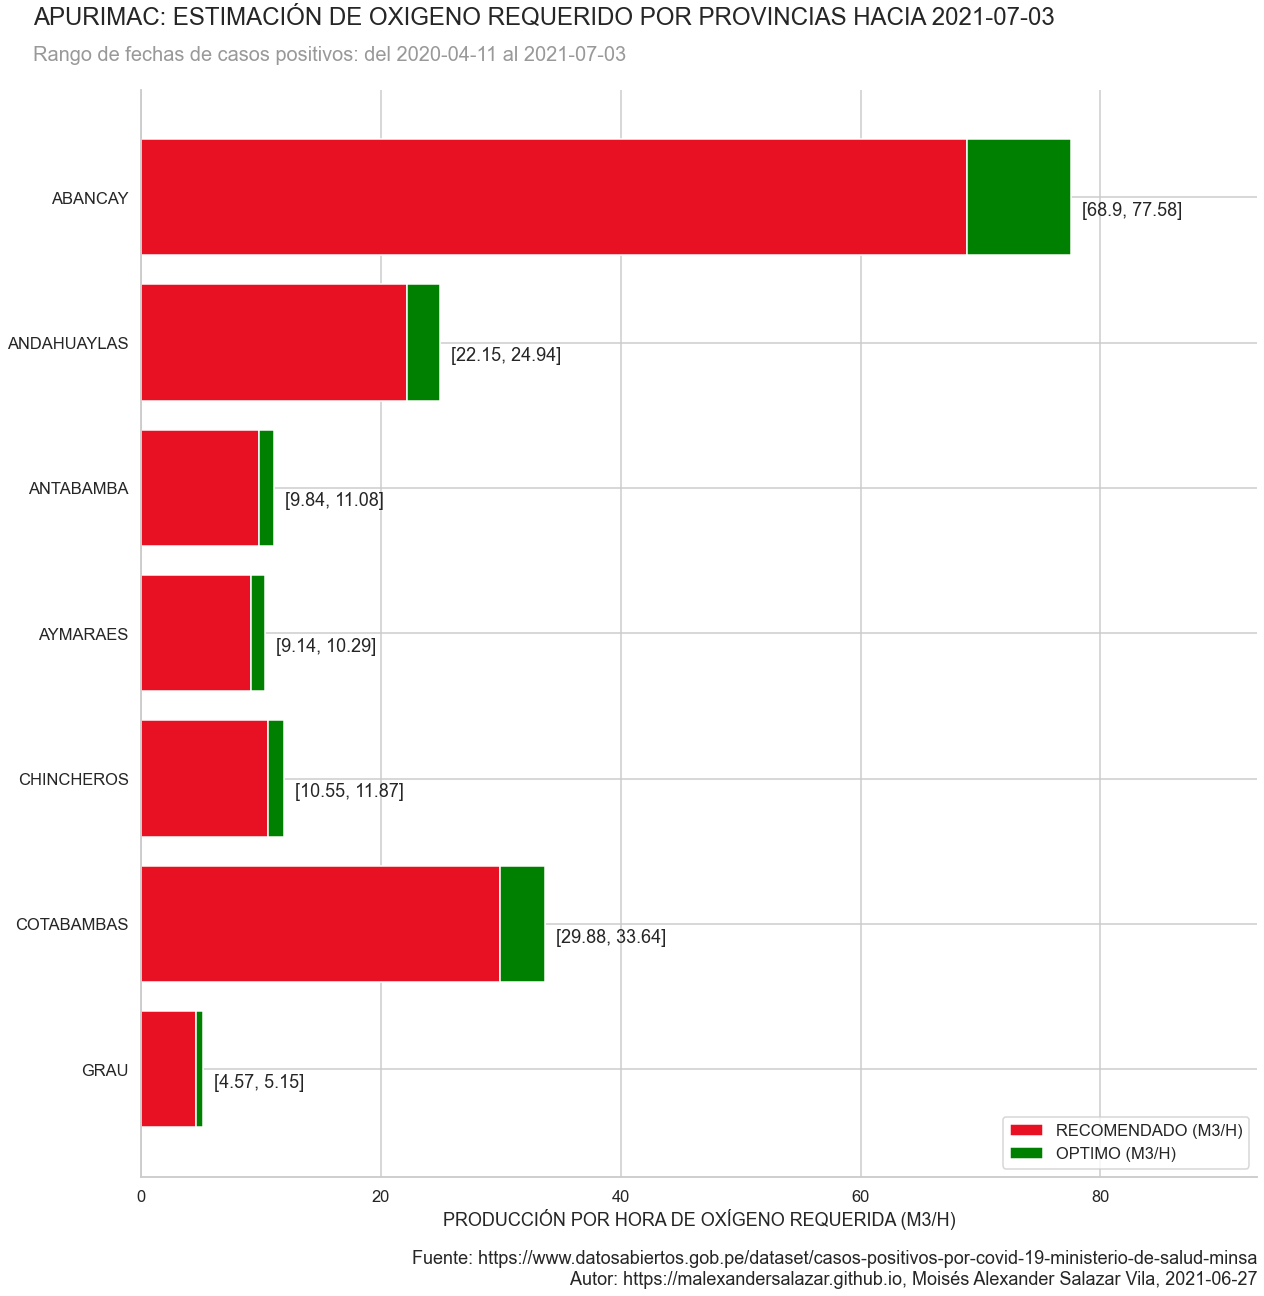 APURIMAC: ESTIMACIÓN DE OXIGENO REQUERIDO POR PROVINCIAS HACIA 2021-07-03
Rango de fechas de casos positivos: del 2020-04-11 al 2021-07-03
ABANCAY
[68.9, 77.58]
ANDAHUAYLAS
[22.15, 24.94]
ANTABAMBA
[9.84, 11.08]
AYMARAES
[9.14, 10.29]
CHINCHEROS
[10.55, 11.87]
COTABAMBAS
[29.88, 33.64]
GRAU
[4.57, 5.15]
RECOMENDADO (M3/H)
OPTIMO (M3/H)
0 20 40 60 80
PRODUCCIÓN POR HORA DE OXÍGENO REQUERIDA (M3/H)
Fuente: https://www.datosabiertos.gob.pe/dataset/casos-positivos-por-covid-19-ministerio-de-salud-minsa
Autor: https://malexandersalazar.github.io, Moisés Alexander Salazar Vila, 2021-06-27